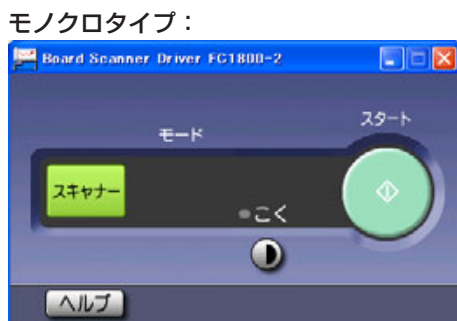 モノクロタイプ：
Board Scanner Driver FC1800-2
モード
スタート
スキャナー
こく
ヘルプ